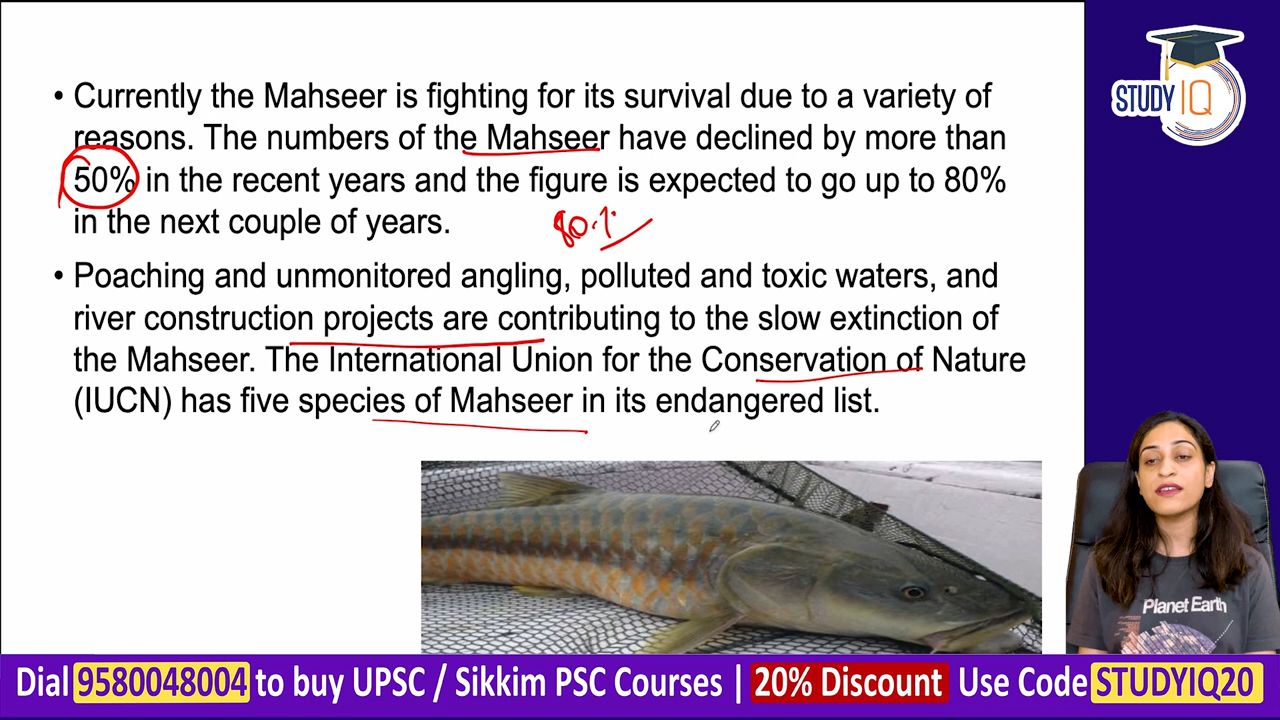 • Currently the Mahseer is fighting for its survival due to a variety of
reasons. The numbers of the Mahseer have declined by more than
50% in the recent years and the figure is expected to go up to 80%
in the next couple of years.
80%
• Poaching and unmonitored angling, polluted and toxic waters, and
river construction projects are contributing to the slow extinction of
the Mahseer. The International Union for the Conservation of Nature
(IUCN) has five species of Mahseer in its endangered list.
STUDY IQ
Planet Earth
Dial 9580048004 to buy UPSC / Sikkim PSC Courses | 20% Discount Use Code STUDYIQ20